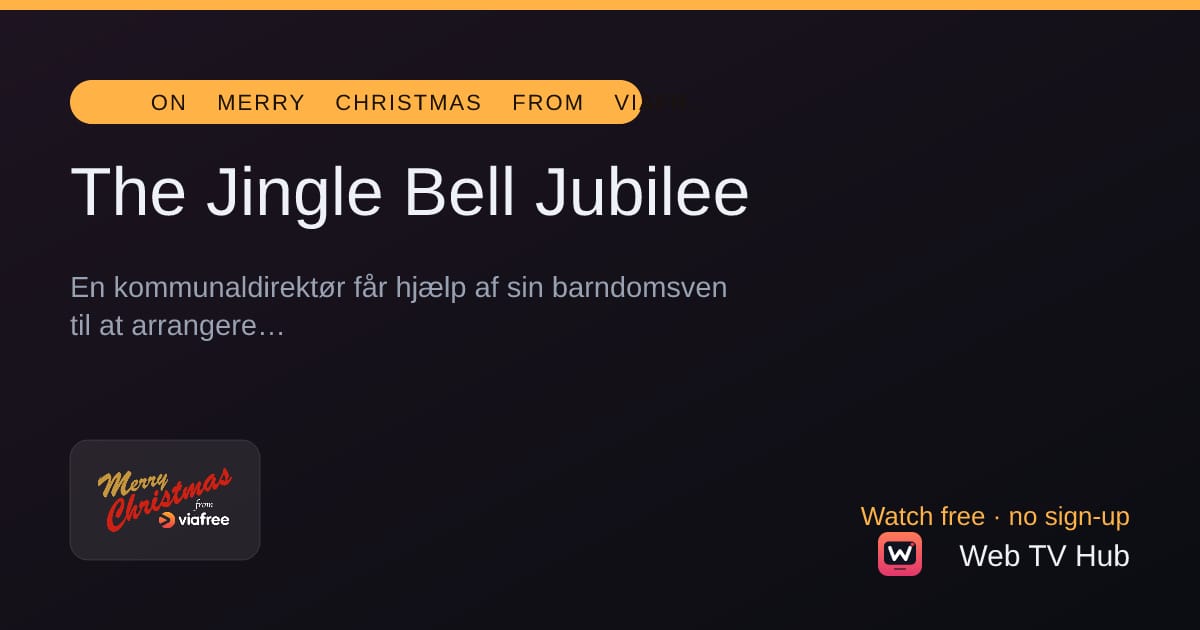 ON MERRY CHRISTMAS FROM
The Jingle Bell Jubilee
En kommunaldirektør får hjælp af sin barndomsven
til at arrangere…
Merry
Christmas
from
viafree
Watch free · no sign-up
W
Web TV Hub